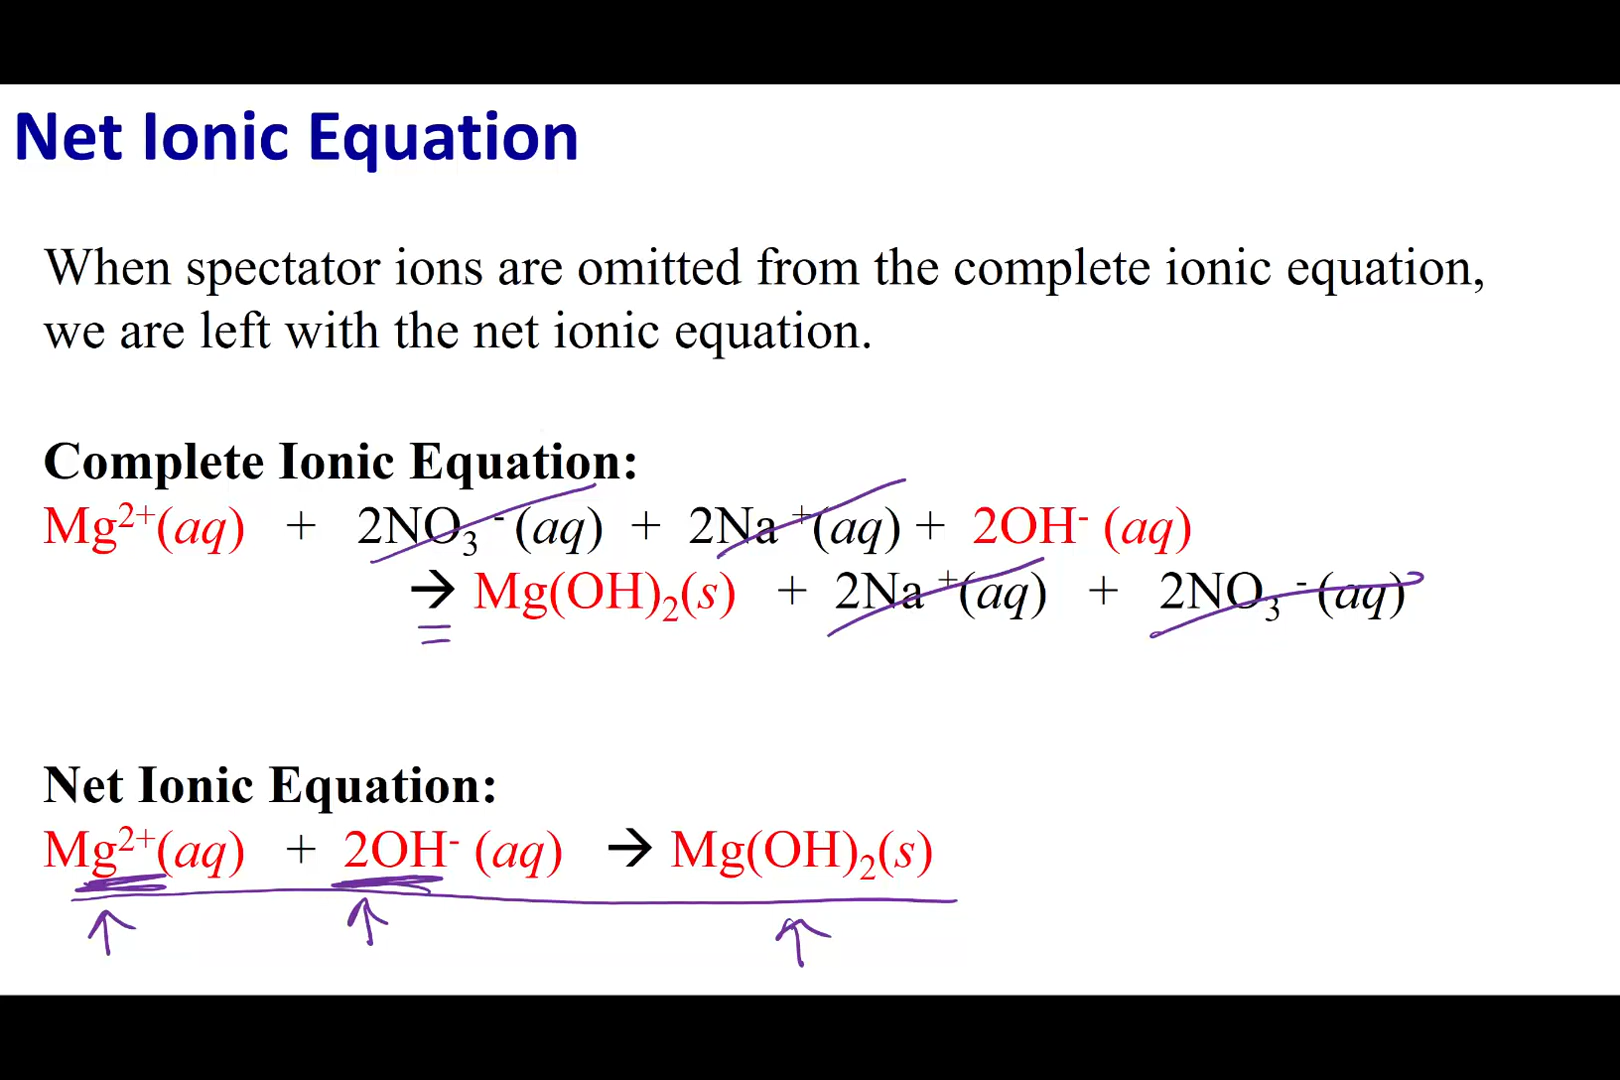 Net Ionic Equation
When spectator ions are omitted from the complete ionic equation,
we are left with the net ionic equation.
Complete Ionic Equation:
Mg²⁺(aq) + 2NO₃⁻(aq) + 2Na⁺(aq) + 2OH⁻ (aq)
→ Mg(OH)₂(s) + 2Na⁺(aq) + 2NO₃⁻(aq)
Net Ionic Equation:
Mg²⁺(aq) + 2OH⁻ (aq) → Mg(OH)₂(s)